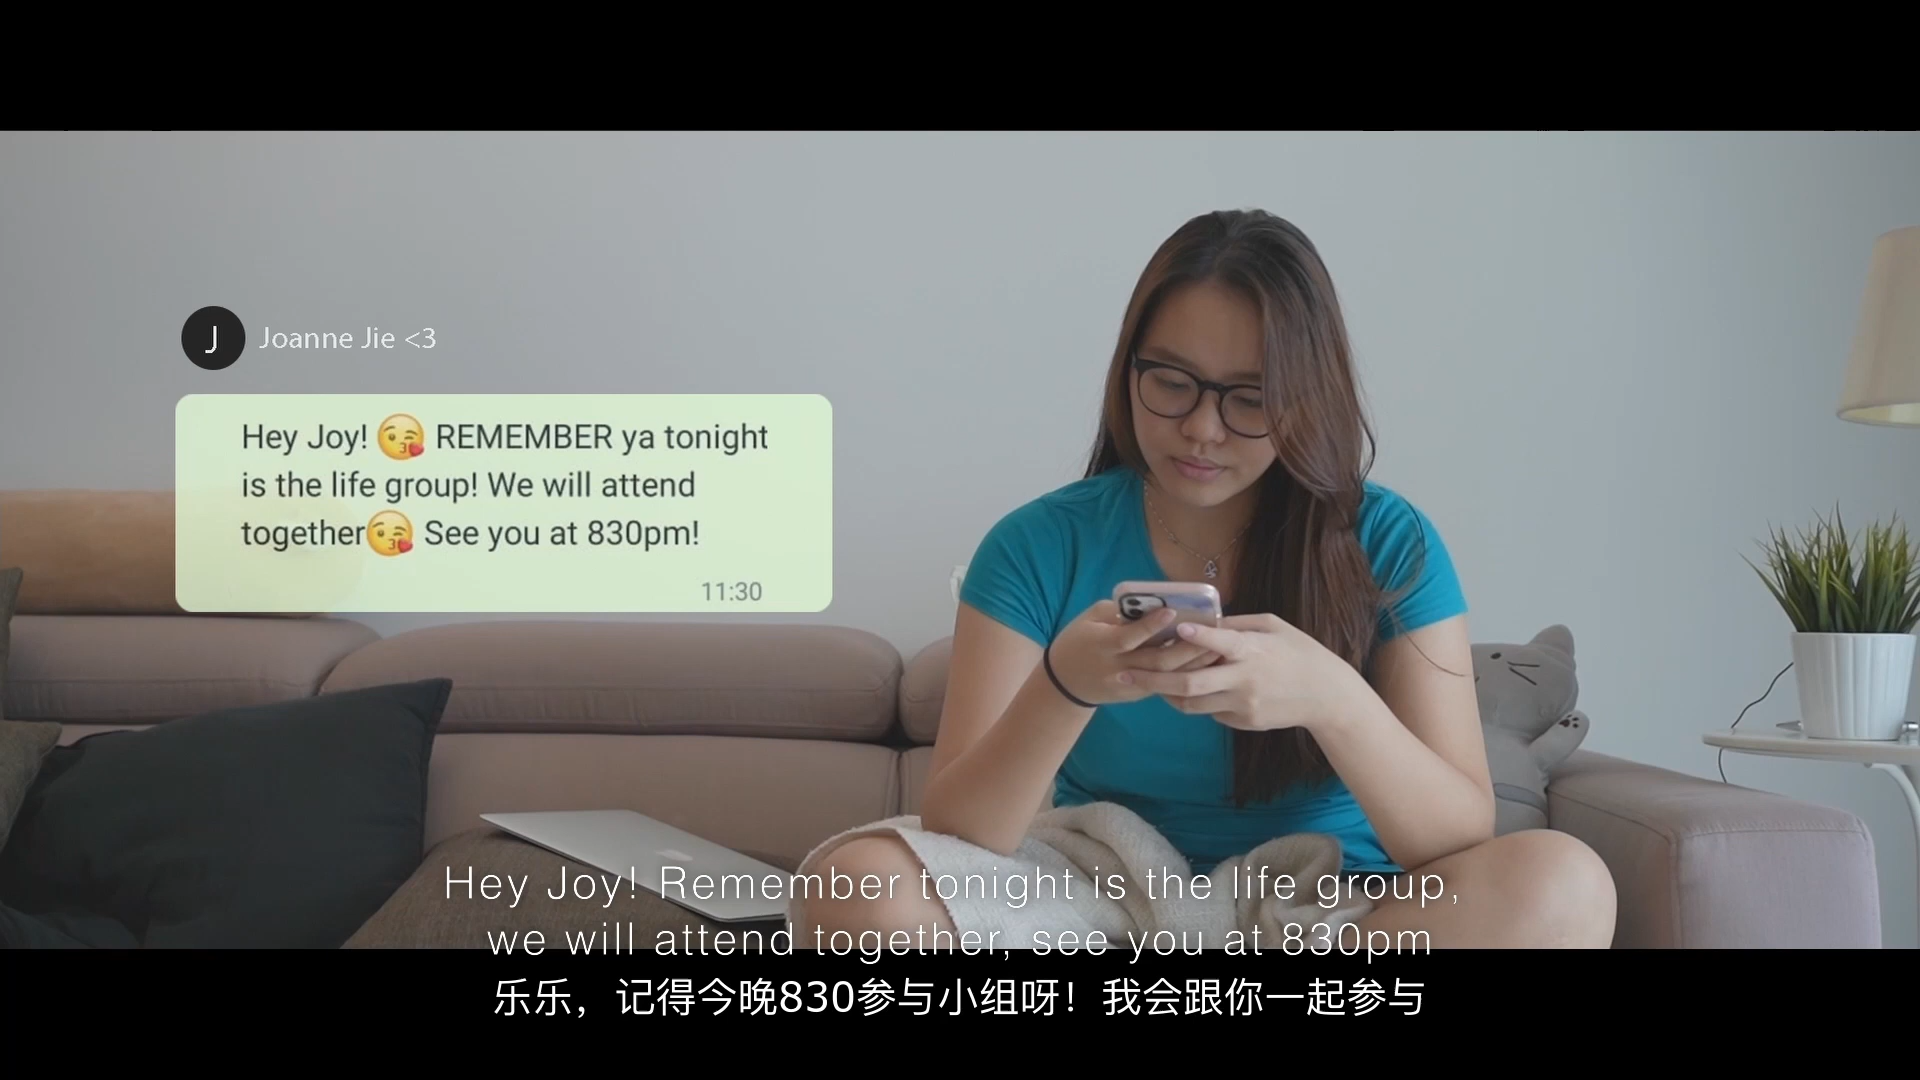 J
Joanne Jie <3
Hey Joy! 😘 REMEMBER ya tonight
is the life group! We will attend
together😘 See you at 830pm!
11:30
Hey Joy! Remember tonight is the life group,
we will attend together, see you at 830pm
乐乐，记得今晚830参与小组呀！我会跟你一起参与